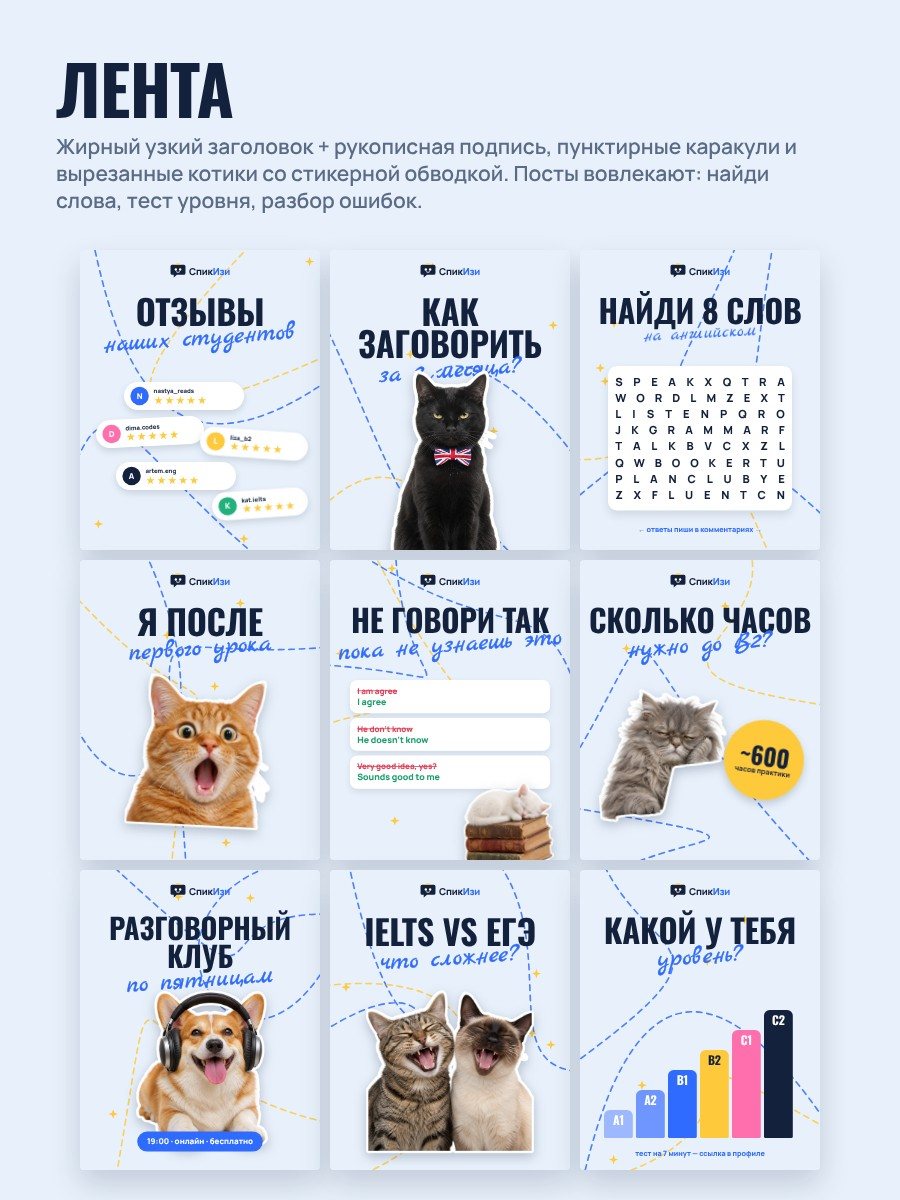 ЛЕНТА
Жирный узкий заголовок + рукописная подпись, пунктирные каракули и
вырезанные котики со стикерной обводкой. Посты вовлекают: найди
слова, тест уровня, разбор ошибок.
СпикИзи
ОТЗЫВЫ
наших студентов
N nastya_reads
★★★★★
D dima.codes
★★★★★
L liza_b2
★★★★★
A artem.eng
★★★★★
K kat.ielts
★★★★★
СпикИзи
КАК
ЗАГОВОРИТЬ
за месяца?
СпикИзи
НАЙДИ 8 СЛОВ
на английском
S P E A K X Q T R A
W O R D L M Z E X T
L I S T E N P Q R O
J K G R A M M A R F
T A L K B V C X Z L
Q W B O O K E R T U
P L A N C L U B Y E
Z X F L U E N T C N
← ответы пиши в комментариях →
СпикИзи
Я ПОСЛЕ
первого урока
СпикИзи
НЕ ГОВОРИ ТАК
пока не узнаешь это
I am agree
I agree
He don't know
He doesn't know
Very good idea, yes?
Sounds good to me
СпикИзи
СКОЛЬКО ЧАСОВ
нужно до B2?
~600
часов практики
СпикИзи
РАЗГОВОРНЫЙ
КЛУБ
по пятницам
19:00 · онлайн · бесплатно
СпикИзи
IELTS VS ЕГЭ
что сложнее?
СпикИзи
КАКОЙ У ТЕБЯ
уровень?
A1
A2
B1
B2
C1
C2
тест на 7 минут — ссылка в профиле